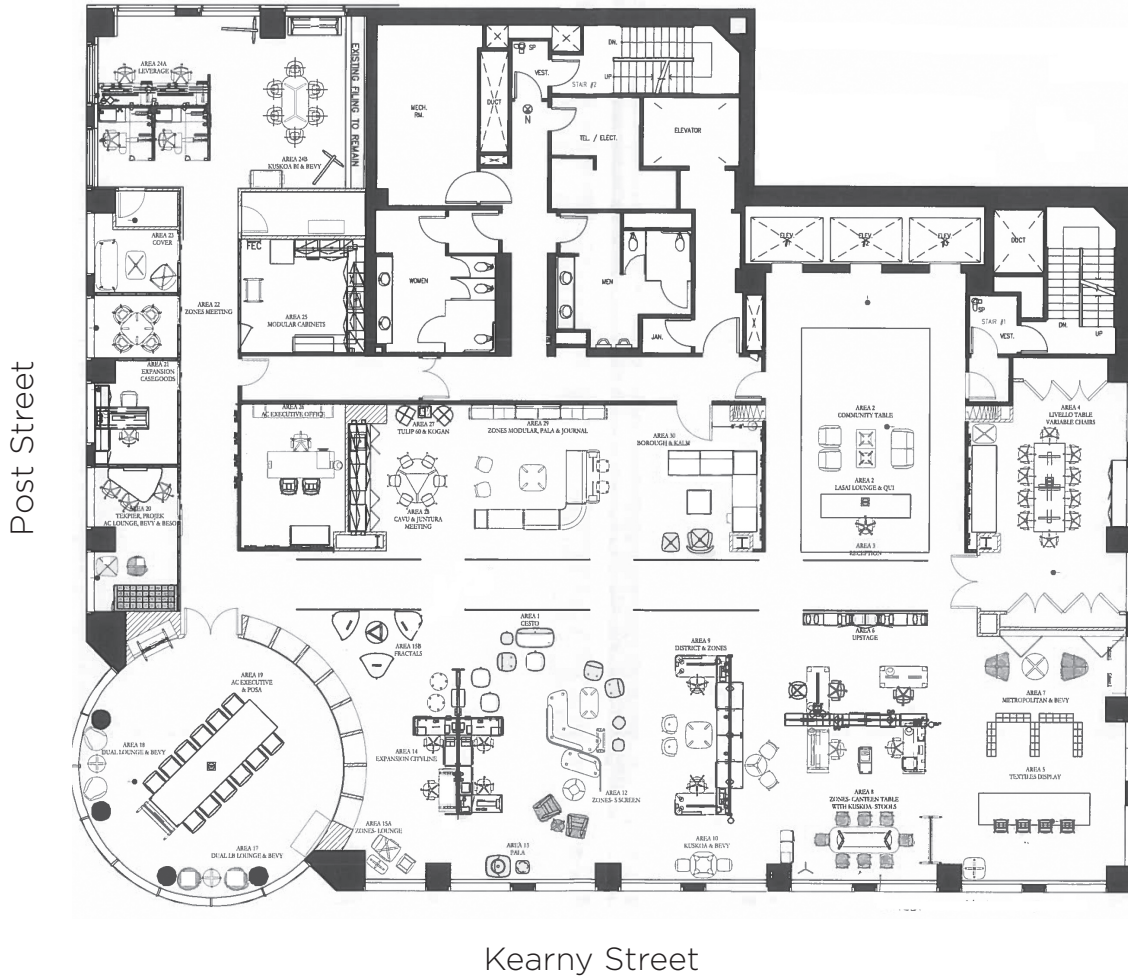 AREA 24A
LEVERAGE
EXISTING FILING TO REMAIN
AREA 24B
KUSKOA BI & BEVY
MECH.
RM.
DUCT
SP
VEST.
N
DN.
UP
STAIR #2
TEL. / ELECT.
ELEVATOR
AREA 23
COVER
FEC
AREA 22
ZONES MEETING
AREA 25
MODULAR CABINETS
WOMEN
MEN
JAN.
ELEV.
ELEV.
ELEV.
DUCT
SP
STAIR #1
VEST.
DN.
UP
AREA 21
EXPANSION
CASEGOODS
AREA 26
AC EXECUTIVE OFFICE
AREA 27
TULIP 60 & KOGAN
AREA 29
ZONES MODULAR, PALA & JOURNAL
AREA 30
BOROUGH & KALM
AREA 2
COMMUNITY TABLE
AREA 4
LIVELLO TABLE
VARIABLE CHAIRS
AREA 20
TEKPIER, PROJEK
AC LOUNGE, BEVY & BESO
AREA 28
CAVU & JUNTURA
MEETING
AREA 2
LASAI LOUNGE & QUI
AREA 3
RECEPTION
AREA 1
CESTO
AREA 15B
FRACTALS
AREA 9
DISTRICT & ZONES
AREA 6
UPSTAGE
AREA 19
AC EXECUTIVE
& POSA
AREA 7
METROPOLITAN & BEVY
AREA 18
DUAL LOUNGE & BEVY
AREA 14
EXPANSION CITYLINE
AREA 5
TEXTILES DISPLAY
AREA 12
ZONES- S SCREEN
AREA 8
ZONES- CANTEEN TABLE
WITH KUSKOA STOOLS
AREA 15A
ZONES- LOUNGE
AREA 17
DUAL LB LOUNGE & BEVY
AREA 13
PALA
AREA 10
KUSKOA & BEVY
Post Street
Kearny Street